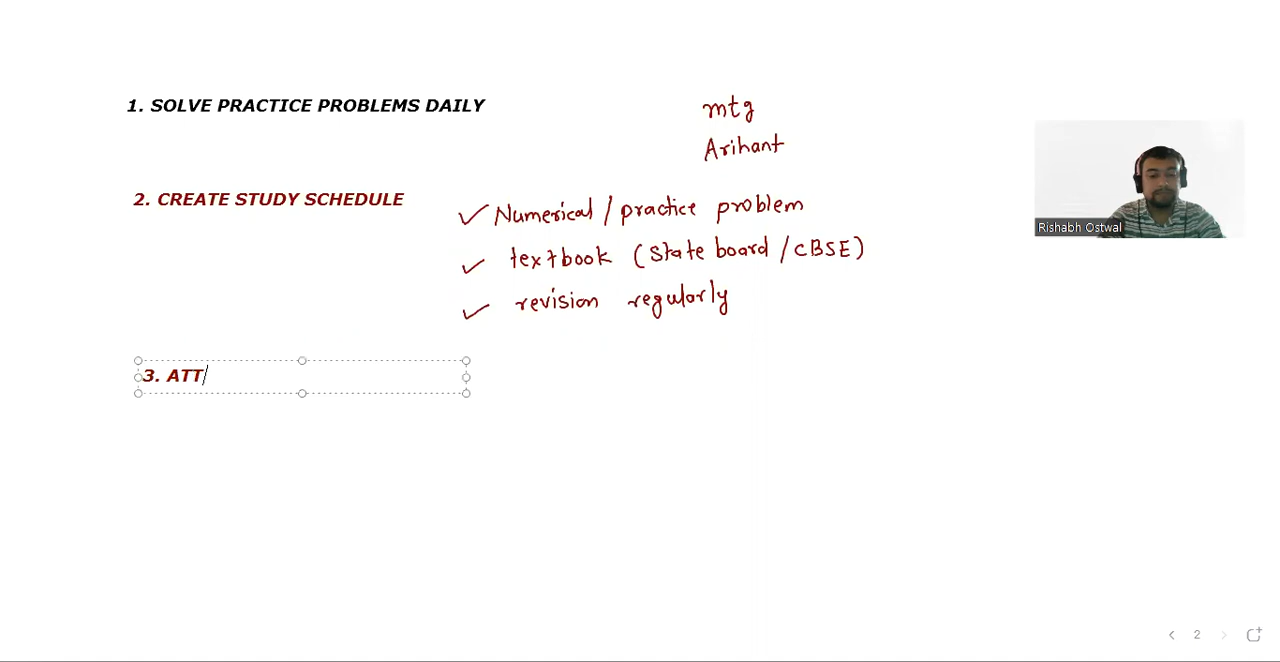 1. SOLVE PRACTICE PROBLEMS DAILY
mtg
Arihant
2. CREATE STUDY SCHEDULE
Numerical / practice problem
textbook (State board / CBSE)
revision regularly
3. ATT
Rishabh Ostwal
2